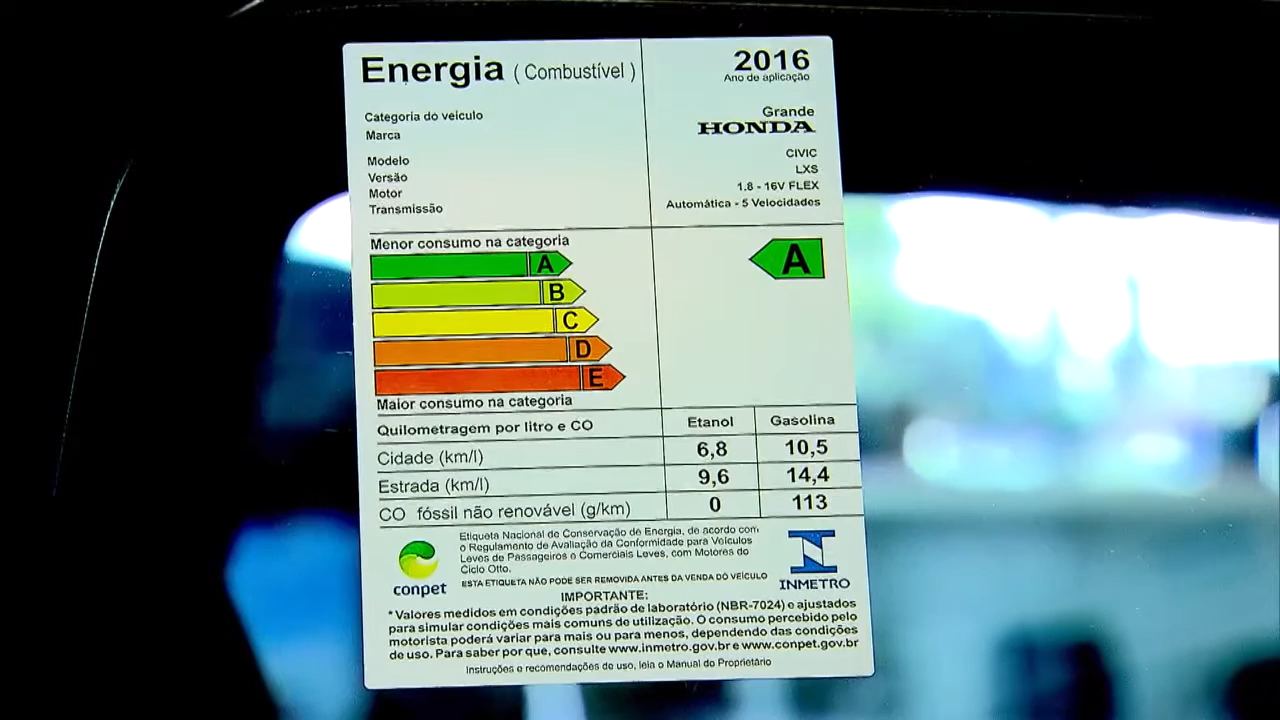 Energia ( Combustível )
2016
Ano de aplicação
Categoria do veiculo
Grande
Marca
HONDA
Modelo
CIVIC
Versão
LXS
Motor
1.8 - 16V FLEX
Transmissão
Automática - 5 Velocidades
Menor consumo na categoria
A
A
B
C
D
E
Maior consumo na categoria
Quilometragem por litro e CO
Etanol
Gasolina
Cidade (km/l)
6,8
10,5
Estrada (km/l)
9,6
14,4
CO fóssil não renovável (g/km)
0
113
Etiqueta Nacional de Conservação de Energia, de acordo com
o Regulamento de Avaliação da Conformidade para Veículos
Leves de Passageiros e Comerciais Leves, com Motores do
Ciclo Otto.
ESTA ETIQUETA NÃO PODE SER REMOVIDA ANTES DA VENDA DO VEÍCULO
conpet
INMETRO
IMPORTANTE:
*Valores medidos em condições padrão de laboratório (NBR-7024) e ajustados
para simular condições mais comuns de utilização. O consumo percebido pelo
motorista poderá variar para mais ou para menos, dependendo das condições
de uso. Para saber por que, consulte www.inmetro.gov.br e www.conpet.gov.br
Instruções e recomendações de uso, leia o Manual do Proprietário